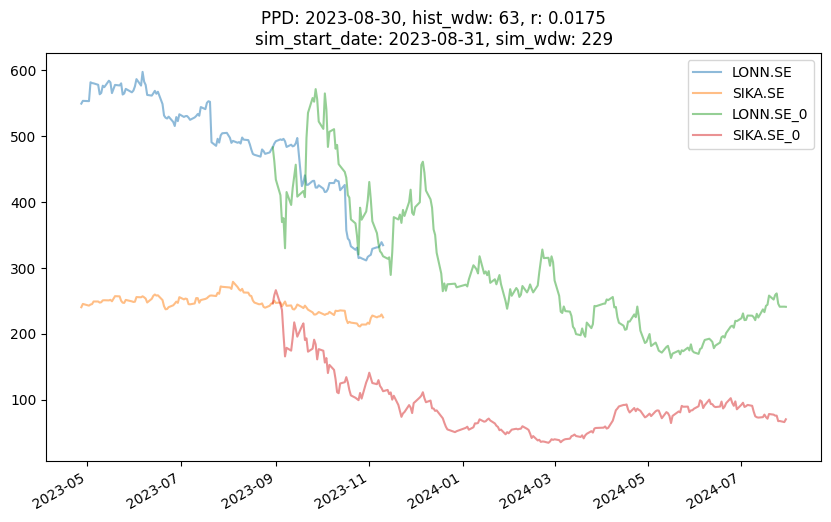 PPD: 2023-08-30, hist_wdw: 63, r: 0.0175
sim_start_date: 2023-08-31, sim_wdw: 229
LONN.SE
SIKA.SE
LONN.SE_0
SIKA.SE_0
600
500
400
300
200
100
2023-05
2023-07
2023-09
2023-11
2024-01
2024-03
2024-05
2024-07